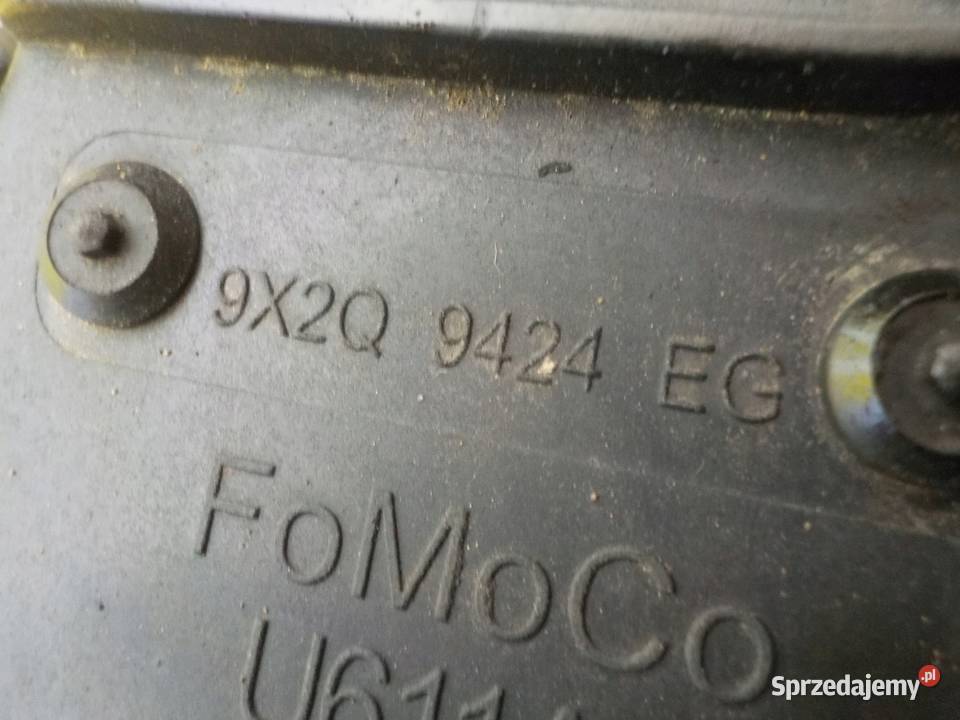 9X2Q 9424 EG
FoMoCo
Sprzedajemy.pl